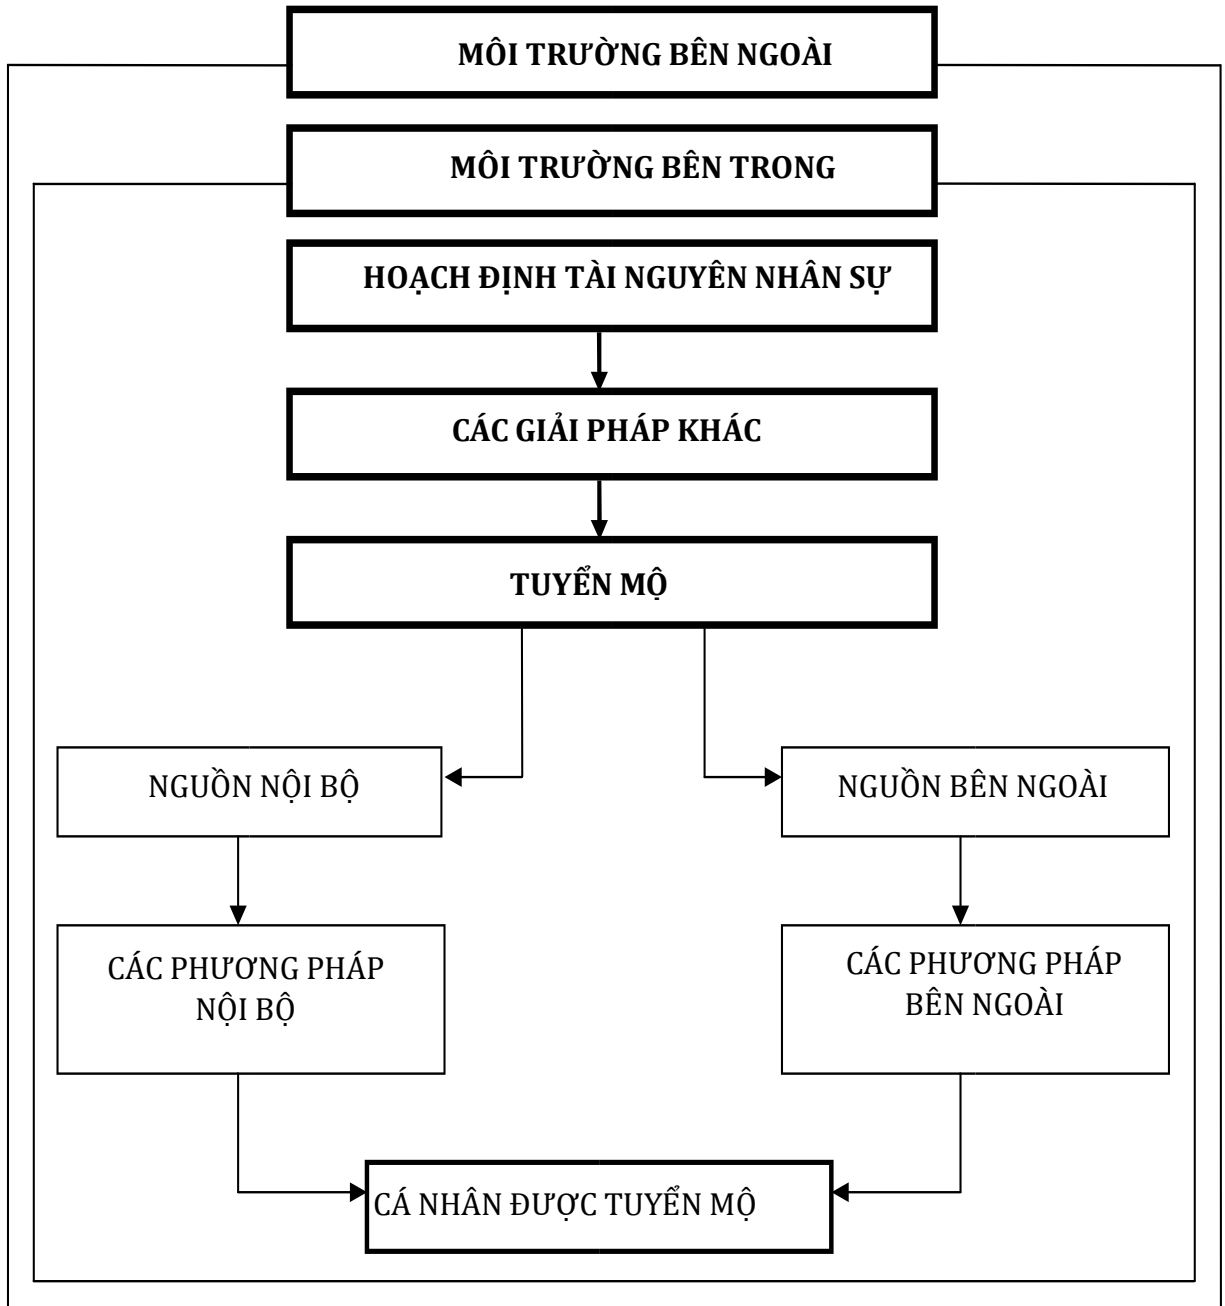 MÔI TRƯỜNG BÊN NGOÀI
MÔI TRƯỜNG BÊN TRONG
HOẠCH ĐỊNH TÀI NGUYÊN NHÂN SỰ
CÁC GIẢI PHÁP KHÁC
TUYỂN MỘ
NGUỒN NỘI BỘ
NGUỒN BÊN NGOÀI
CÁC PHƯƠNG PHÁP
NỘI BỘ
CÁC PHƯƠNG PHÁP
BÊN NGOÀI
CÁ NHÂN ĐƯỢC TUYỂN MỘ